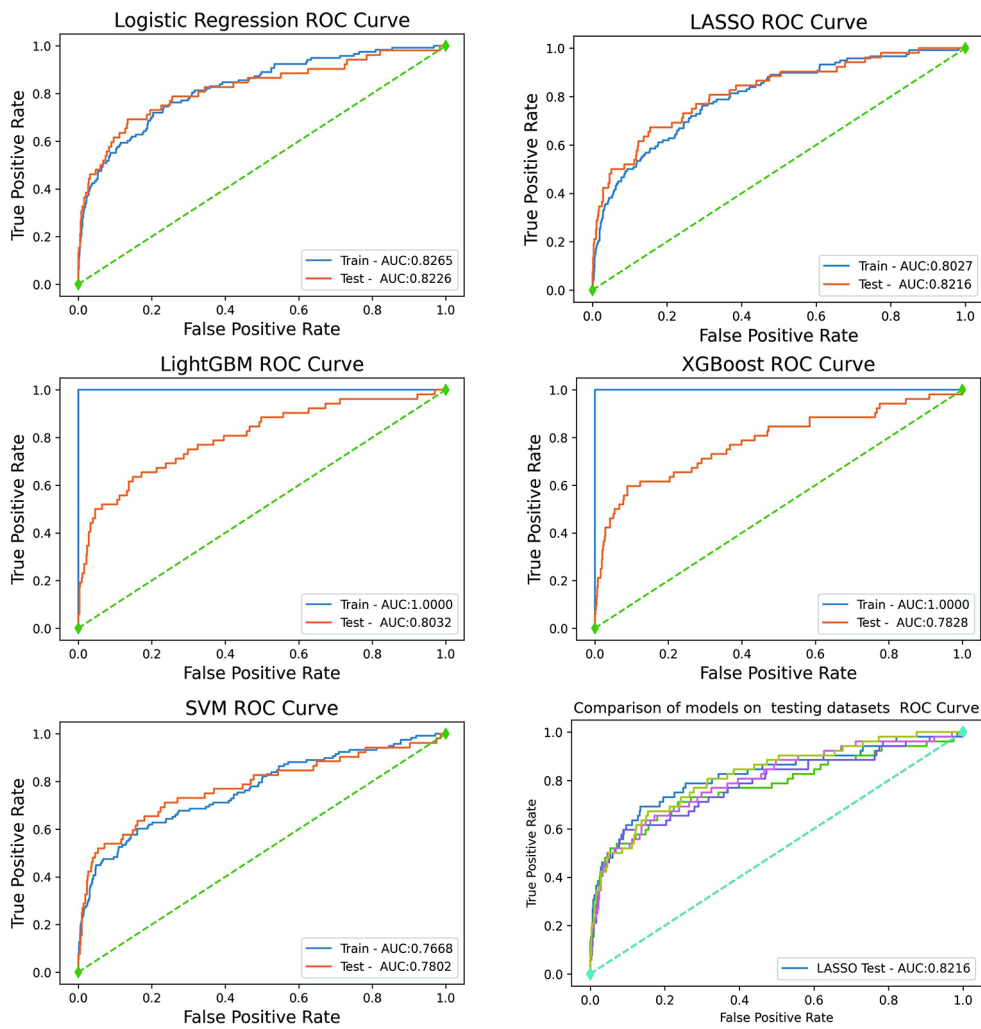 Logistic Regression ROC Curve
True Positive Rate
1.0
0.8
0.6
0.4
0.2
0.0
Train - AUC:0.8265
Test - AUC:0.8226
0.0 0.2 0.4 0.6 0.8 1.0
False Positive Rate
LASSO ROC Curve
True Positive Rate
1.0
0.8
0.6
0.4
0.2
0.0
Train - AUC:0.8027
Test - AUC:0.8216
0.0 0.2 0.4 0.6 0.8 1.0
False Positive Rate
LightGBM ROC Curve
True Positive Rate
1.0
0.8
0.6
0.4
0.2
0.0
Train - AUC:1.0000
Test - AUC:0.8032
0.0 0.2 0.4 0.6 0.8 1.0
False Positive Rate
XGBoost ROC Curve
True Positive Rate
1.0
0.8
0.6
0.4
0.2
0.0
Train - AUC:1.0000
Test - AUC:0.7828
0.0 0.2 0.4 0.6 0.8 1.0
False Positive Rate
SVM ROC Curve
True Positive Rate
1.0
0.8
0.6
0.4
0.2
0.0
Train - AUC:0.7668
Test - AUC:0.7802
0.0 0.2 0.4 0.6 0.8 1.0
False Positive Rate
Comparison of models on testing datasets ROC Curve
True Positive Rate
1.0
0.8
0.6
0.4
0.2
0.0
LASSO Test - AUC:0.8216
0.0 0.2 0.4 0.6 0.8 1.0
False Positive Rate